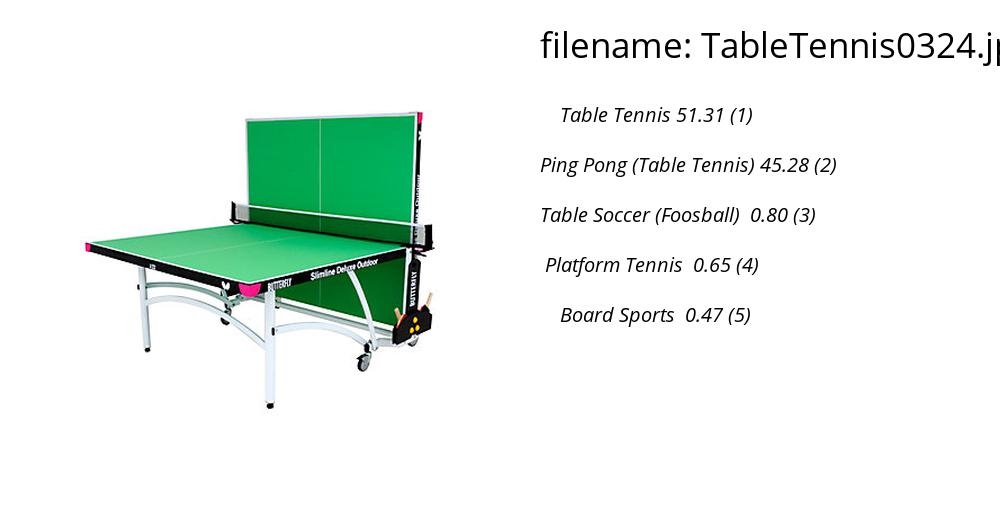 filename: TableTennis0324.jp
Table Tennis 51.31 (1)
Ping Pong (Table Tennis) 45.28 (2)
Table Soccer (Foosball) 0.80 (3)
Platform Tennis 0.65 (4)
Board Sports 0.47 (5)
Slimline Deluxe Outdoor
BUTTERFLY
BUTTERFLY